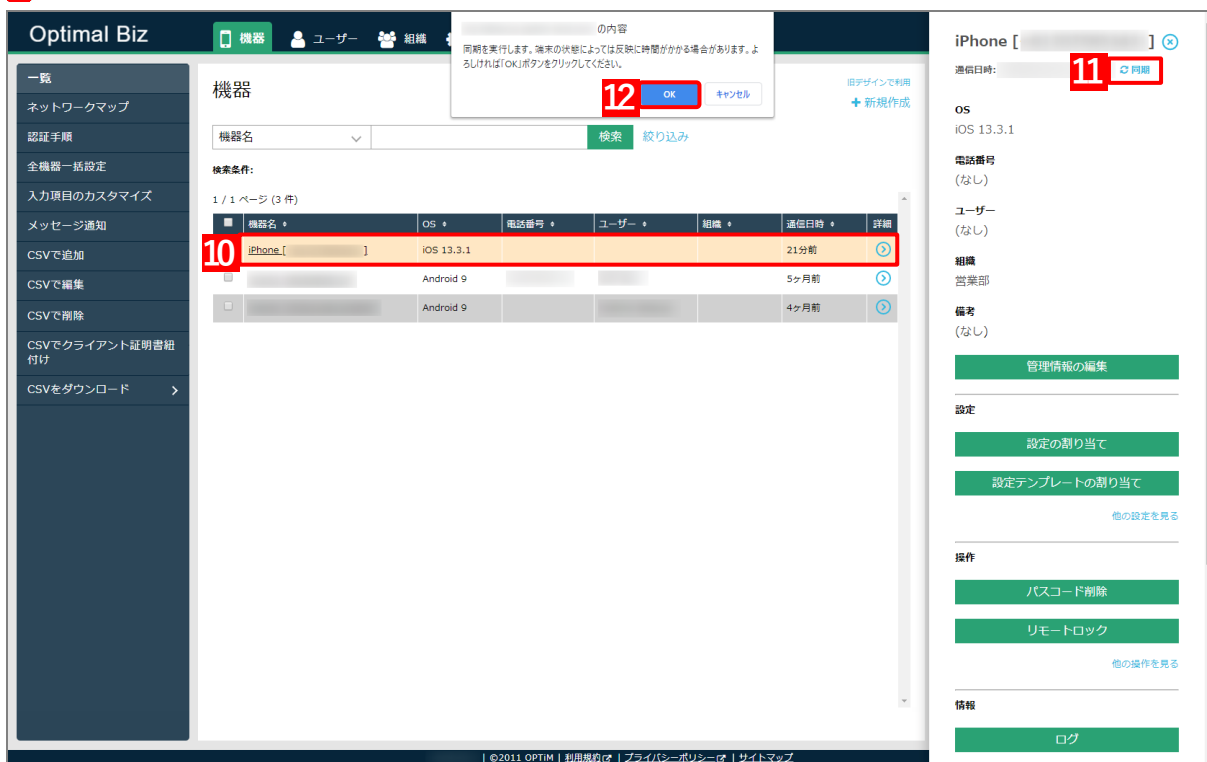 Optimal Biz
機器
ユーザー
組織
の内容
同期を実行します。端末の状態によっては反映に時間がかかる場合があります。よ
ろしければ「OK」ボタンをクリックしてください。
12
OK
キャンセル
一覧
ネットワークマップ
認証手順
全機器一括設定
入力項目のカスタマイズ
メッセージ通知
CSVで追加
CSVで編集
CSVで削除
CSVでクライアント証明書紐
付け
CSVをダウンロード
機器
旧デザインで利用
+ 新規作成
機器名
検索
絞り込み
検索条件:
1 / 1 ページ (3 件)
機器名 OS 電話番号 ユーザー 組織 通信日時 詳細
10
iPhone [ ] iOS 13.3.1 21分前
Android 9 5ヶ月前
Android 9 4ヶ月前
iPhone [ ]
通信日時:
11
同期
OS
iOS 13.3.1
電話番号
(なし)
ユーザー
(なし)
組織
営業部
備考
(なし)
管理情報の編集
設定
設定の割り当て
設定テンプレートの割り当て
他の設定を見る
操作
パスコード削除
リモートロック
他の操作を見る
情報
ログ
| ©2011 OPTiM | 利用規約 | プライバシーポリシー | サイトマップ